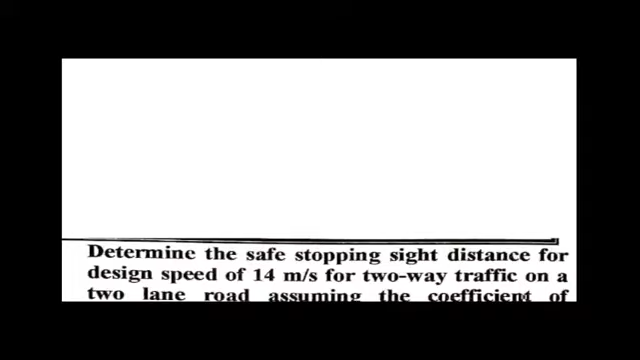 Determine the safe stopping sight distance for
design speed of 14 m/s for two-way traffic on a
two lane road assuming the coefficient of